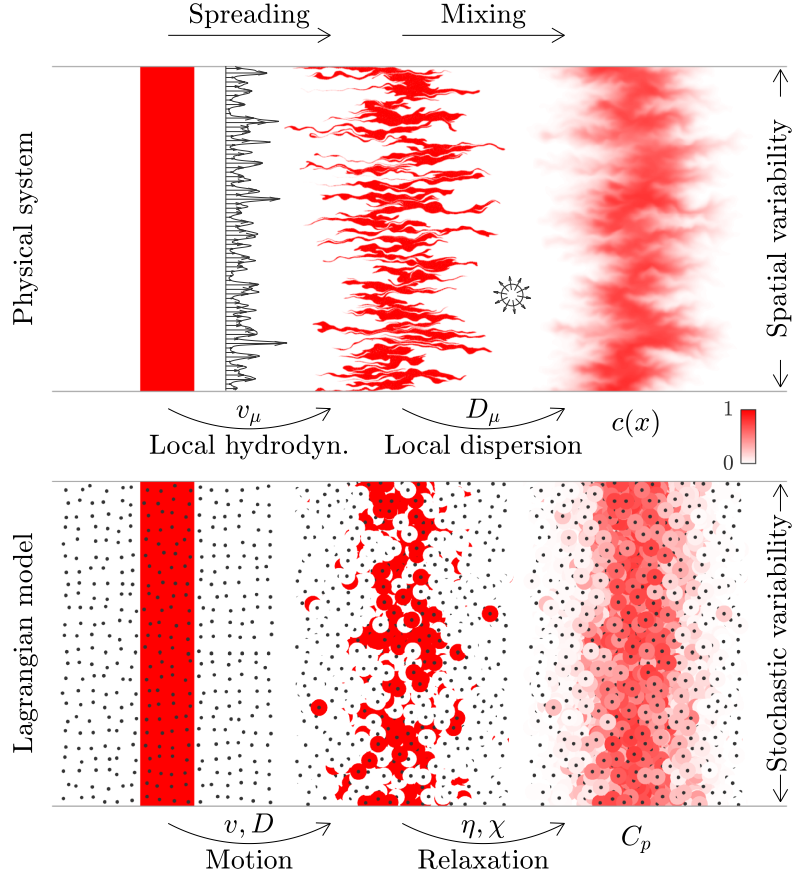 Spreading
Mixing
Physical system
Spatial variability
v_μ
D_μ
c(x)
1
0
Local hydrodyn.
Local dispersion
Lagrangian model
Stochastic variability
v, D
η, χ
C_p
Motion
Relaxation